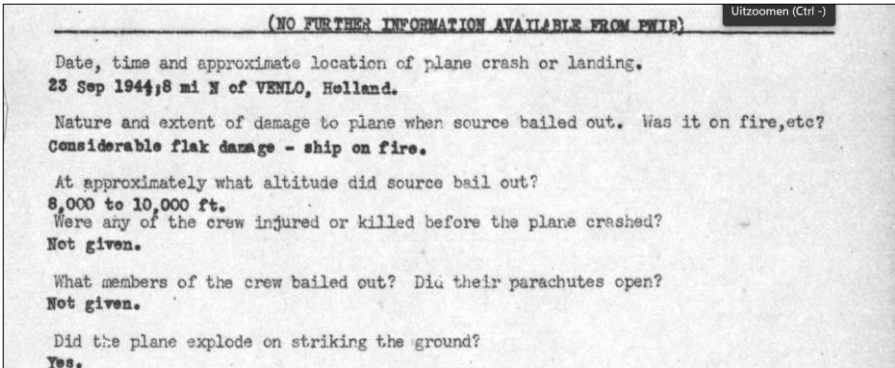 (NO FURTHER INFORMATION AVAILABLE FROM PWIB)
Uitzoomen (Ctrl -)
Date, time and approximate location of plane crash or landing.
23 Sep 1944;8 mi N of VENLO, Holland.
Nature and extent of damage to plane when source bailed out. Was it on fire,etc?
Considerable flak damage - ship on fire.
At approximately what altitude did source bail out?
8,000 to 10,000 ft.
Were any of the crew injured or killed before the plane crashed?
Not given.
What members of the crew bailed out? Did their parachutes open?
Not given.
Did the plane explode on striking the ground?
Yes.